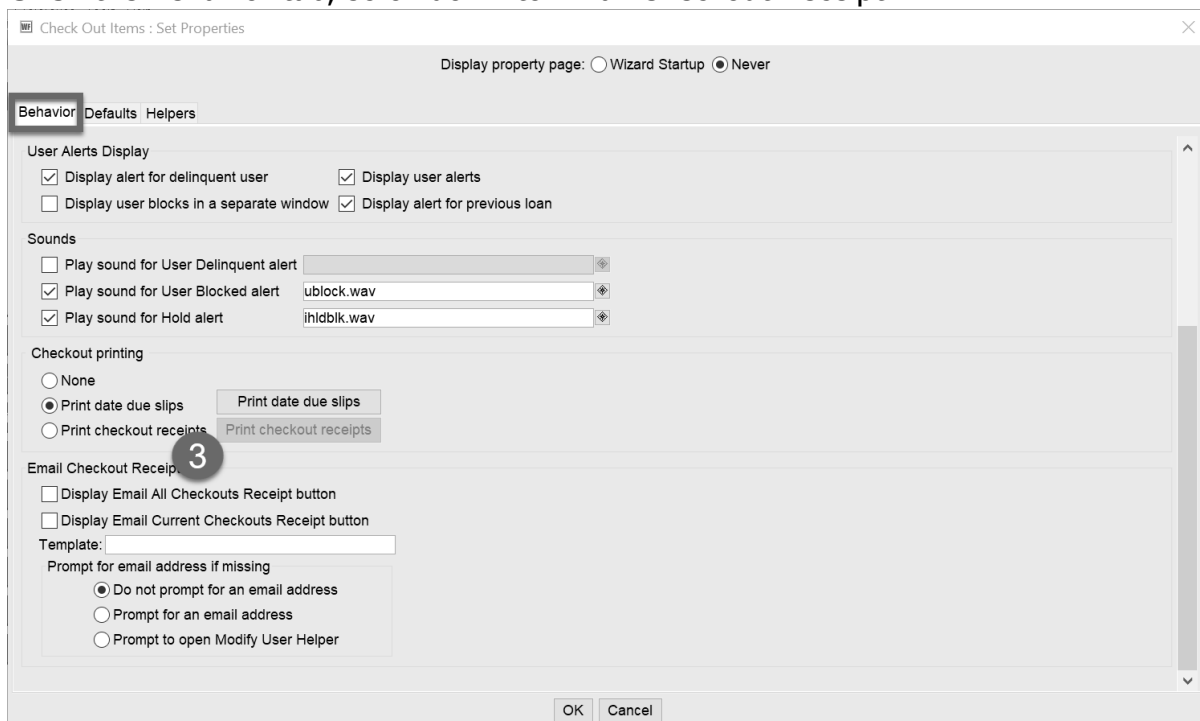 WF Check Out Items : Set Properties
Display property page: Wizard Startup Never
Behavior Defaults Helpers
User Alerts Display
Display alert for delinquent user Display user alerts
Display user blocks in a separate window Display alert for previous loan
Sounds
Play sound for User Delinquent alert
Play sound for User Blocked alert ublock.wav
Play sound for Hold alert ihldblk.wav
Checkout printing
None
Print date due slips Print date due slips
Print checkout receipts Print checkout receipts
3
Email Checkout
Display Email All Checkouts Receipt button
Display Email Current Checkouts Receipt button
Template:
Prompt for email address if missing
Do not prompt for an email address
Prompt for an email address
Prompt to open Modify User Helper
OK Cancel